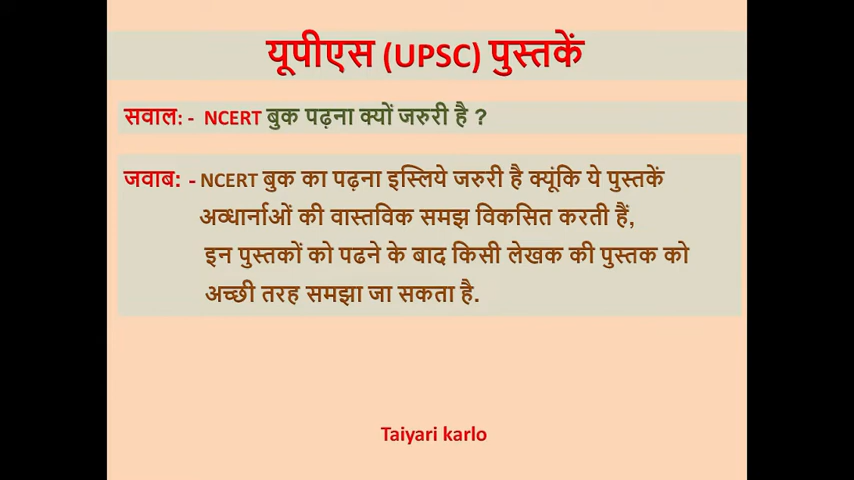 यूपीएस (UPSC) पुस्तकें
सवाल: - NCERT बुक पढ़ना क्यों जरुरी है ?
जवाब: - NCERT बुक का पढ़ना इस्लिये जरुरी है क्यूंकि ये पुस्तकें
अव्धार्नाओं की वास्तविक समझ विकसित करती हैं,
इन पुस्तकों को पढने के बाद किसी लेखक की पुस्तक को
अच्छी तरह समझा जा सकता है.
Taiyari karlo